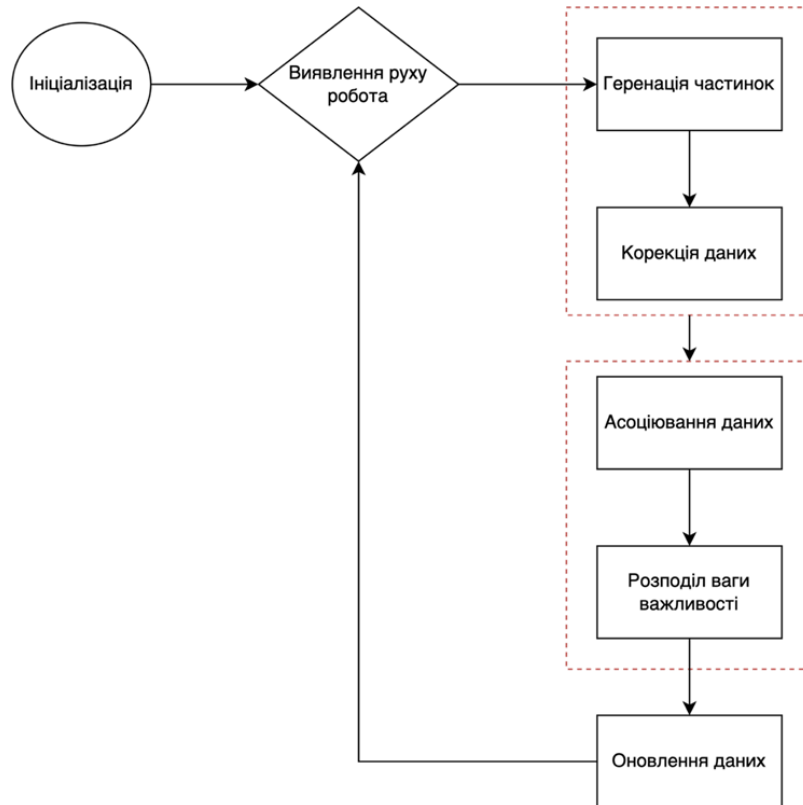 Ініціалізація
Виявлення руху
робота
Геренація частинок
Корекція даних
Асоціювання даних
Розподіл ваги
важливості
Оновлення даних